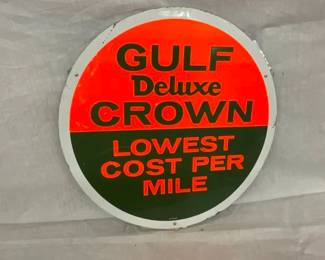 GULF
Deluxe
CROWN
LOWEST
COST PER
MILE